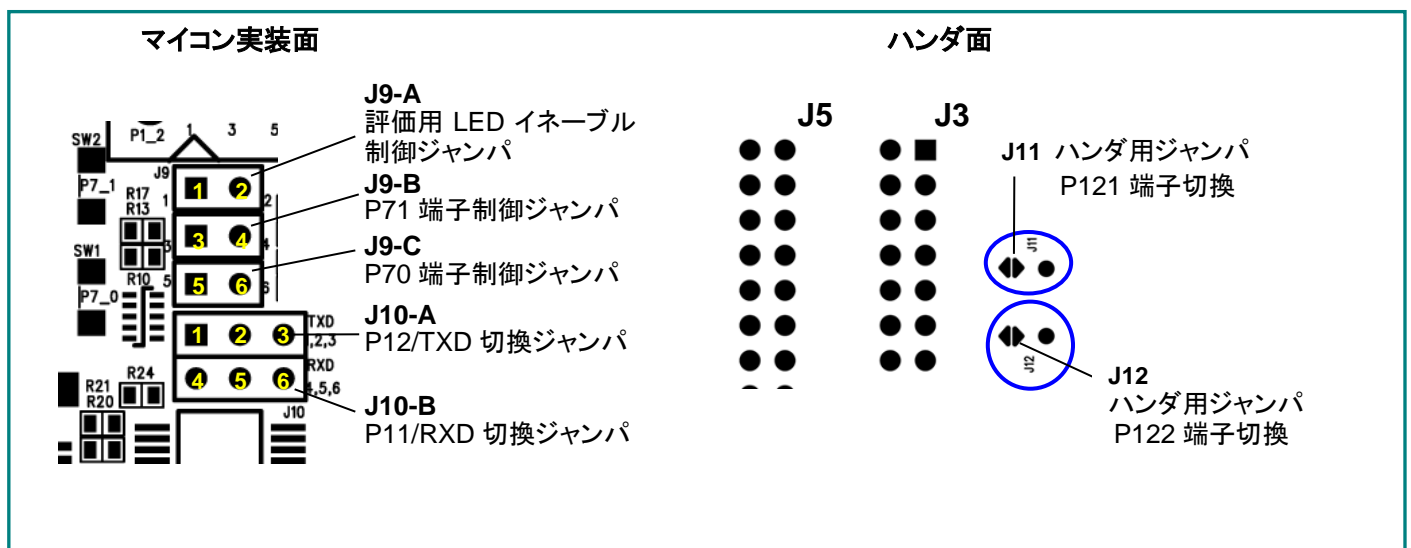 マイコン実装面
ハンダ面
J9-A
評価用 LED イネーブル
制御ジャンパ
J9-B
P71 端子制御ジャンパ
J9-C
P70 端子制御ジャンパ
J10-A
P12/TXD 切換ジャンパ
J10-B
P11/RXD 切換ジャンパ
SW2
P1_2
1
3
5
J9
P7_1
R17
R13
1
1
2
2
3
3
4
4
SW1
R10
5
5
6
6
P7_0
1
2
3
TXD
,2,3
4
5
6
RXD
4,5,6
R24
R21
R20
J10
J5
J3
J11 ハンダ用ジャンパ
P121 端子切換
J11
J12
J12
ハンダ用ジャンパ
P122 端子切換